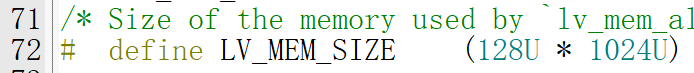 71 /* Size of the memory used by `lv_mem_al
72 #  define LV_MEM_SIZE    (128U * 1024U)